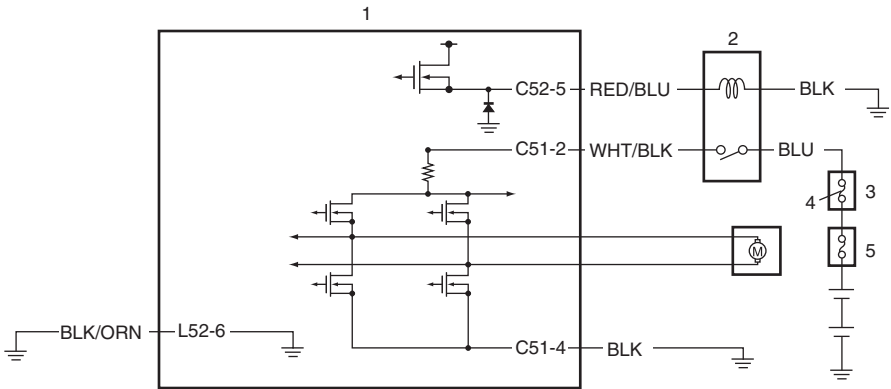 1
2
C52-5 RED/BLU BLK
C51-2 WHT/BLK BLU
3
4
5
M
BLK/ORN L52-6
C51-4 BLK